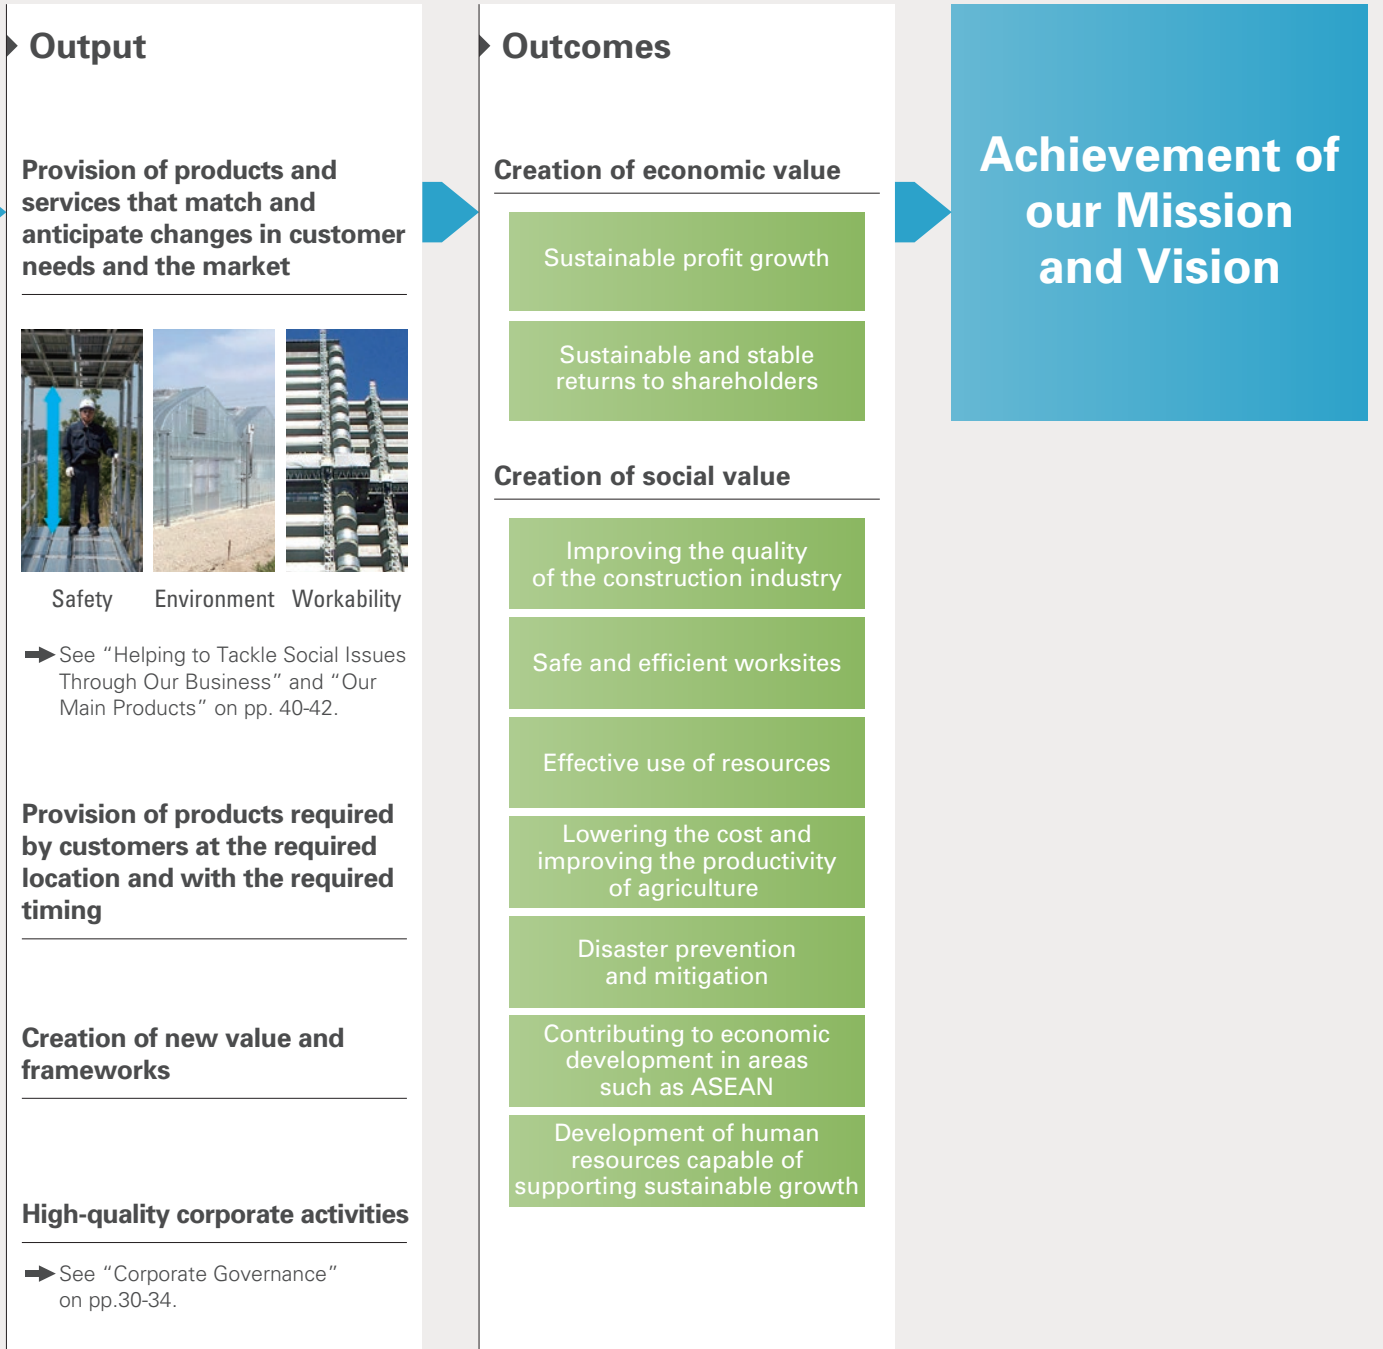 Output
Provision of products and
services that match and
anticipate changes in customer
needs and the market
Safety
Environment
Workability
See “Helping to Tackle Social Issues
Through Our Business” and “Our
Main Products” on pp. 40-42.
Provision of products required
by customers at the required
location and with the required
timing
Creation of new value and
frameworks
High-quality corporate activities
See “Corporate Governance”
on pp.30-34.
Outcomes
Creation of economic value
Sustainable profit growth
Sustainable and stable
returns to shareholders
Creation of social value
Improving the quality
of the construction industry
Safe and efficient worksites
Effective use of resources
Lowering the cost and
improving the productivity
of agriculture
Disaster prevention
and mitigation
Contributing to economic
development in areas
such as ASEAN
Development of human
resources capable of
supporting sustainable growth
Achievement of
our Mission
and Vision